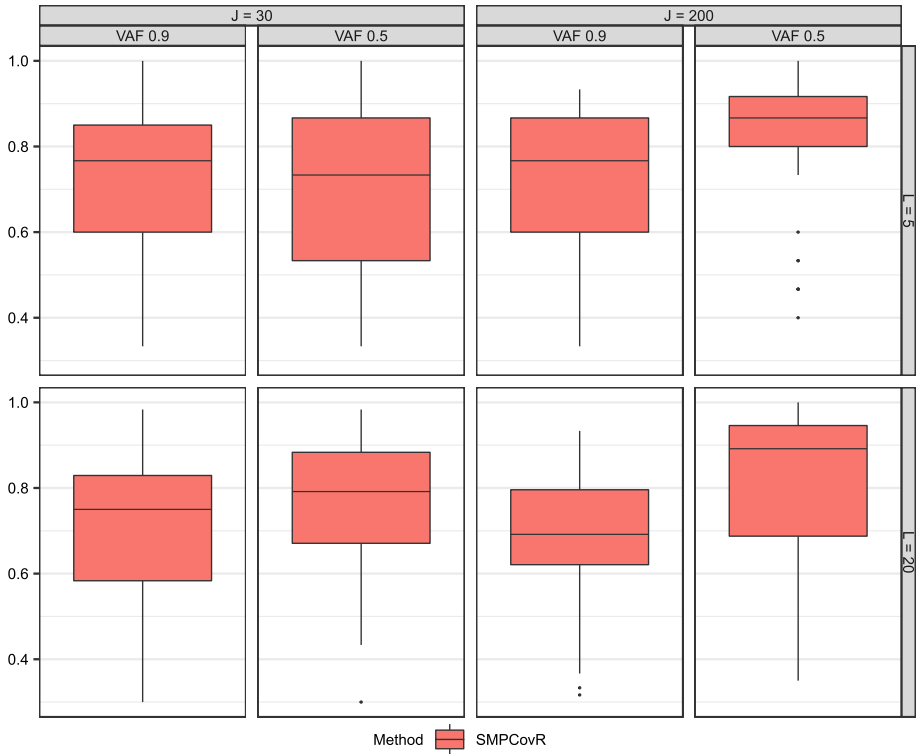 J = 30
J = 200
VAF 0.9
VAF 0.5
VAF 0.9
VAF 0.5
1.0
0.8
0.6
0.4
L = 5
1.0
0.8
0.6
0.4
L = 20
Method
SMPCovR